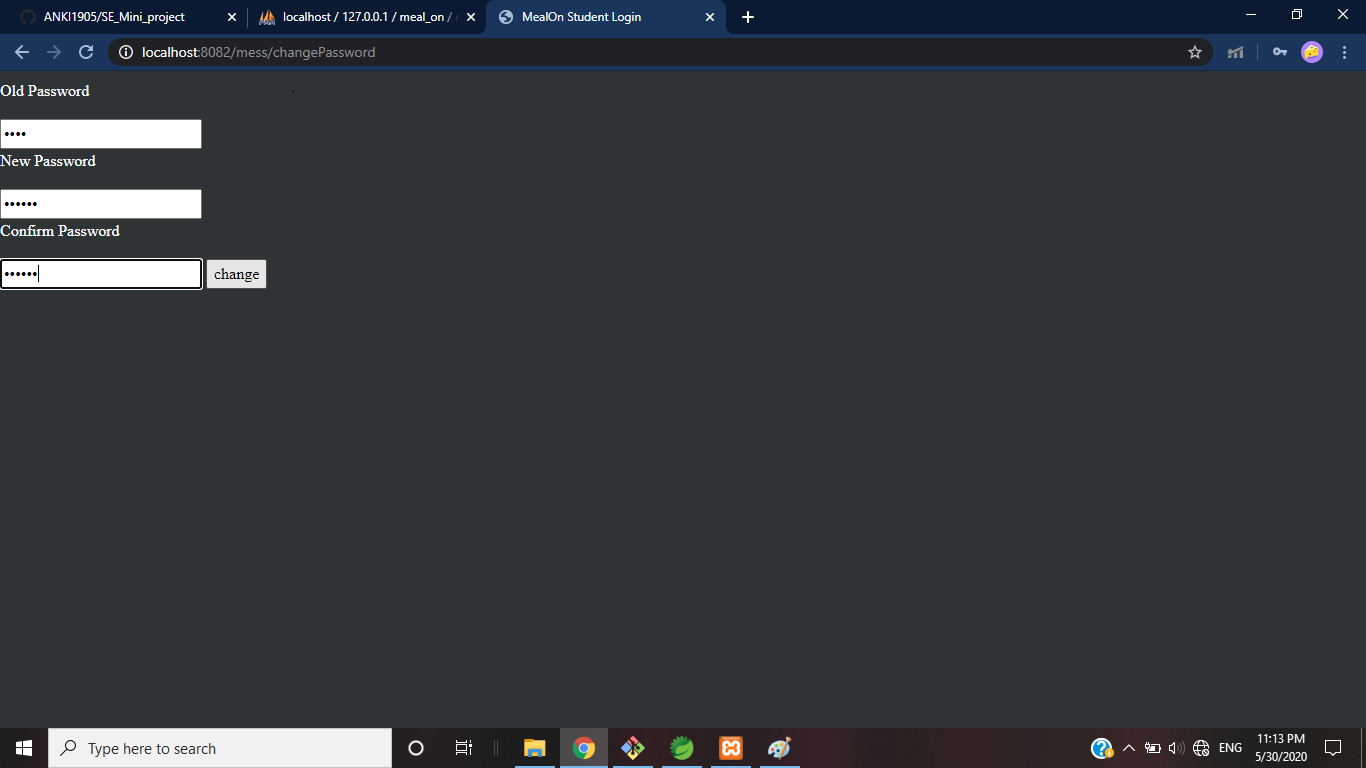 ANKI1905/SE_Mini_project
localhost / 127.0.0.1 / meal_on /
MealOn Student Login
localhost:8082/mess/changePassword
Old Password
••••
New Password
••••••
Confirm Password
•••••• change
Type here to search
ENG
11:13 PM
5/30/2020